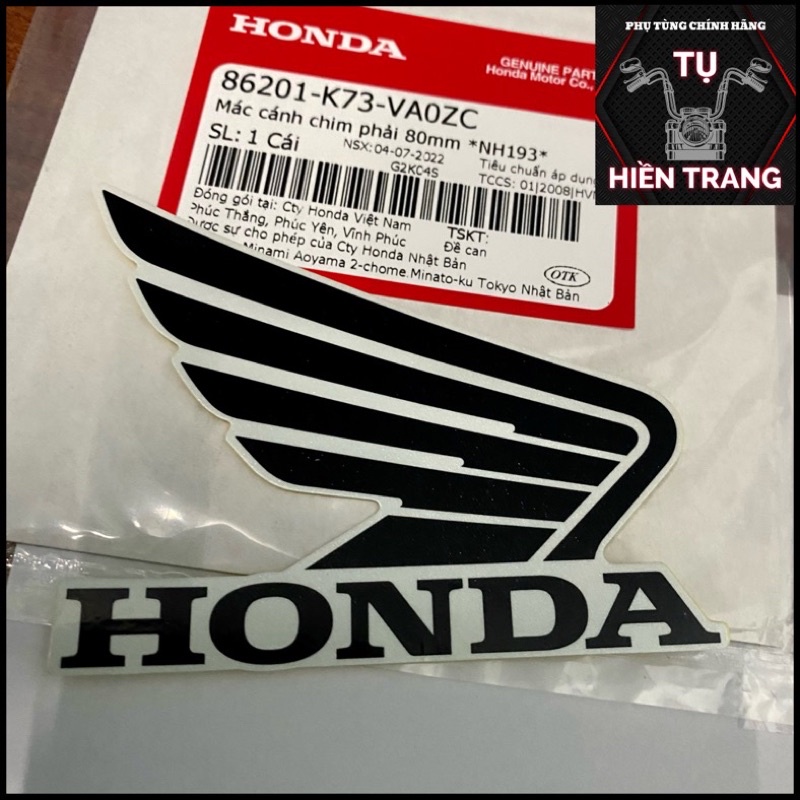 HONDA
GENUINE PART
Honda Motor Co.,
86201-K73-VA0ZC
Mác cánh chim phải 80mm *NH193*
SL: 1 Cái
NSX:04-07-2022
G2K04S
Tiêu chuẩn áp dụng
TCCS: 01|2008|HVN
Đóng gói tại: Cty Honda Việt Nam
Phúc Thắng, Phúc Yên, Vĩnh Phúc
Được sự cho phép của Cty Honda Nhật Bản
Minami Aoyama 2-chome.Minato-ku Tokyo Nhật Bản
TSKT:
Đề can
OTK
HONDA
PHỤ TÙNG CHÍNH HÃNG
TỤ
HIỀN TRANG